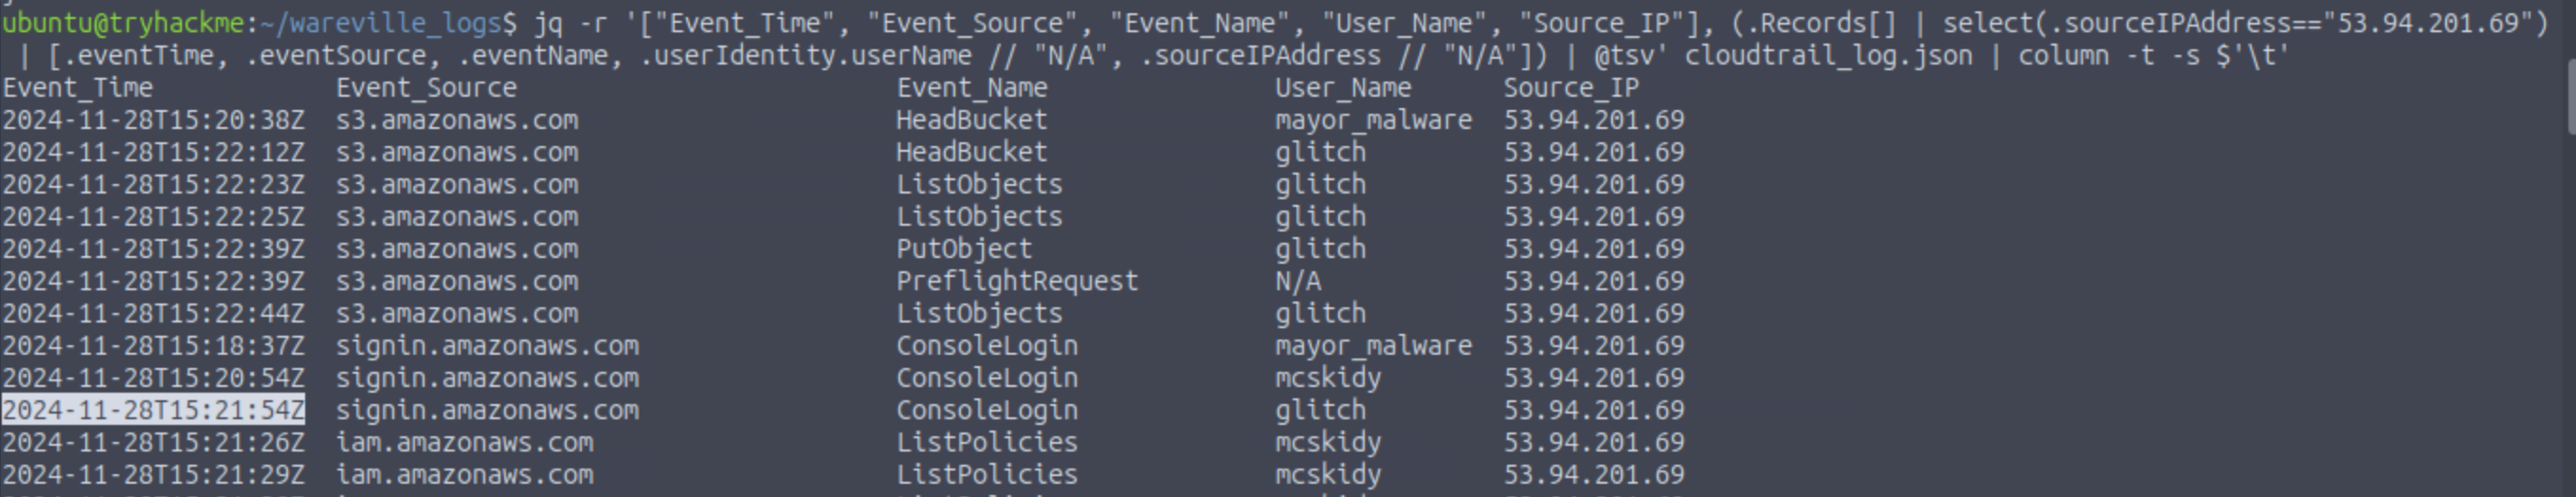 ubuntu@tryhackme:~/wareville_logs$ jq -r '["Event_Time", "Event_Source", "Event_Name", "User_Name", "Source_IP"], (.Records[] | select(.sourceIPAddress=="53.94.201.69")
| [.eventTime, .eventSource, .eventName, .userIdentity.userName // "N/A", .sourceIPAddress // "N/A"]) | @tsv' cloudtrail_log.json | column -t -s $'\t'
Event_Time Event_Source Event_Name User_Name Source_IP
2024-11-28T15:20:38Z s3.amazonaws.com HeadBucket mayor_malware 53.94.201.69
2024-11-28T15:22:12Z s3.amazonaws.com HeadBucket glitch 53.94.201.69
2024-11-28T15:22:23Z s3.amazonaws.com ListObjects glitch 53.94.201.69
2024-11-28T15:22:25Z s3.amazonaws.com ListObjects glitch 53.94.201.69
2024-11-28T15:22:39Z s3.amazonaws.com PutObject glitch 53.94.201.69
2024-11-28T15:22:39Z s3.amazonaws.com PreflightRequest N/A 53.94.201.69
2024-11-28T15:22:44Z s3.amazonaws.com ListObjects glitch 53.94.201.69
2024-11-28T15:18:37Z signin.amazonaws.com ConsoleLogin mayor_malware 53.94.201.69
2024-11-28T15:20:54Z signin.amazonaws.com ConsoleLogin mcskidy 53.94.201.69
2024-11-28T15:21:54Z signin.amazonaws.com ConsoleLogin glitch 53.94.201.69
2024-11-28T15:21:26Z iam.amazonaws.com ListPolicies mcskidy 53.94.201.69
2024-11-28T15:21:29Z iam.amazonaws.com ListPolicies mcskidy 53.94.201.69